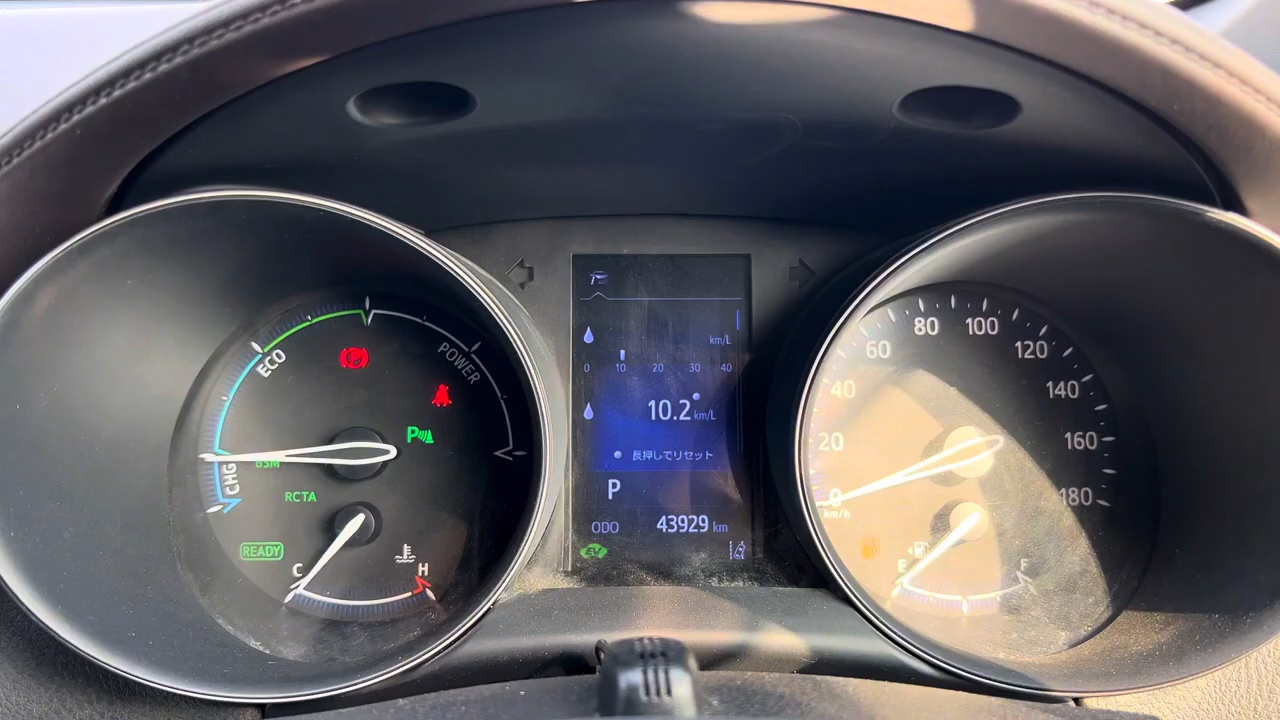 ECO
POWER
CHG
P
BSM
RCTA
READY
C
H
km/L
0 10 20 30 40
10.2 km/L
長押しでリセット
P
ODO 43929 km
EV
0
20
40
60
80
100
120
140
160
180
km/h
E
F